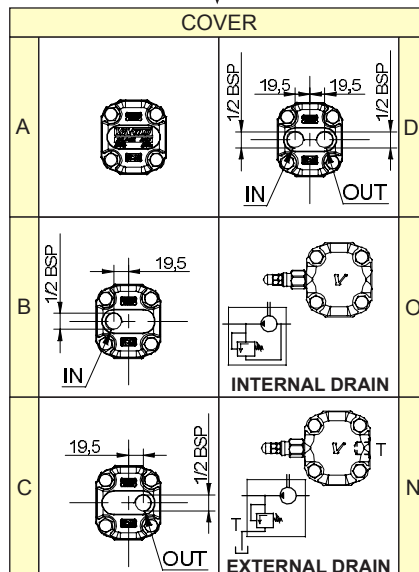 COVER
A
19,5 19,5
1/2 BSP
1/2 BSP
IN
OUT
D
B
1/2 BSP
19,5
IN
INTERNAL DRAIN
O
C
19,5
1/2 BSP
OUT
T
T
EXTERNAL DRAIN
N